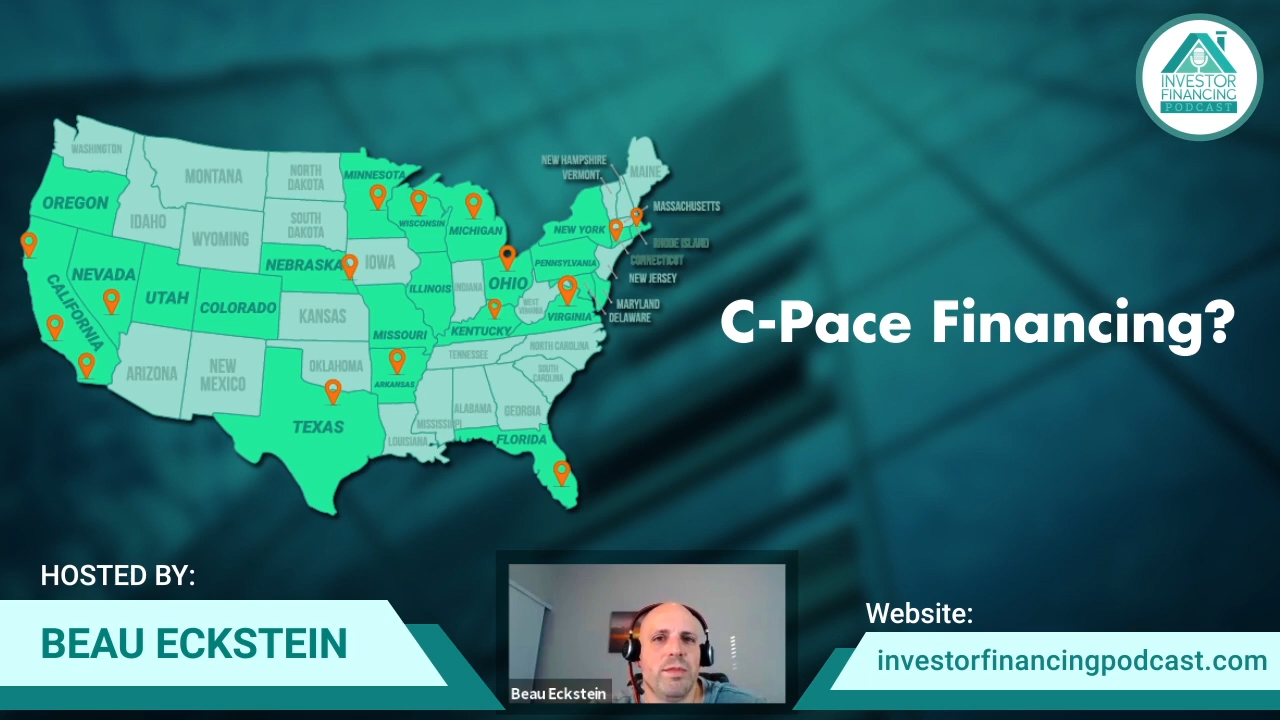 INVESTOR
FINANCING
PODCAST
WASHINGTON
MONTANA
NORTH
DAKOTA
MINNESOTA
NEW HAMPSHIRE
VERMONT
MAINE
OREGON
IDAHO
WYOMING
SOUTH
DAKOTA
WISCONSIN
MICHIGAN
NEW YORK
MASSACHUSETTS
RHODE ISLAND
CONNECTICUT
NEW JERSEY
NEVADA
UTAH
COLORADO
NEBRASKA
IOWA
ILLINOIS
INDIANA
OHIO
PENNSYLVANIA
WEST
VIRGINIA
VIRGINIA
MARYLAND
DELAWARE
CALIFORNIA
KANSAS
MISSOURI
KENTUCKY
ARIZONA
NEW
MEXICO
OKLAHOMA
ARKANSAS
TENNESSEE
NORTH CAROLINA
SOUTH
CAROLINA
TEXAS
LOUISIANA
MISSISSIPPI
ALABAMA
GEORGIA
FLORIDA
C-Pace Financing?
HOSTED BY:
BEAU ECKSTEIN
Beau Eckstein
Website:
investorfinancingpodcast.com